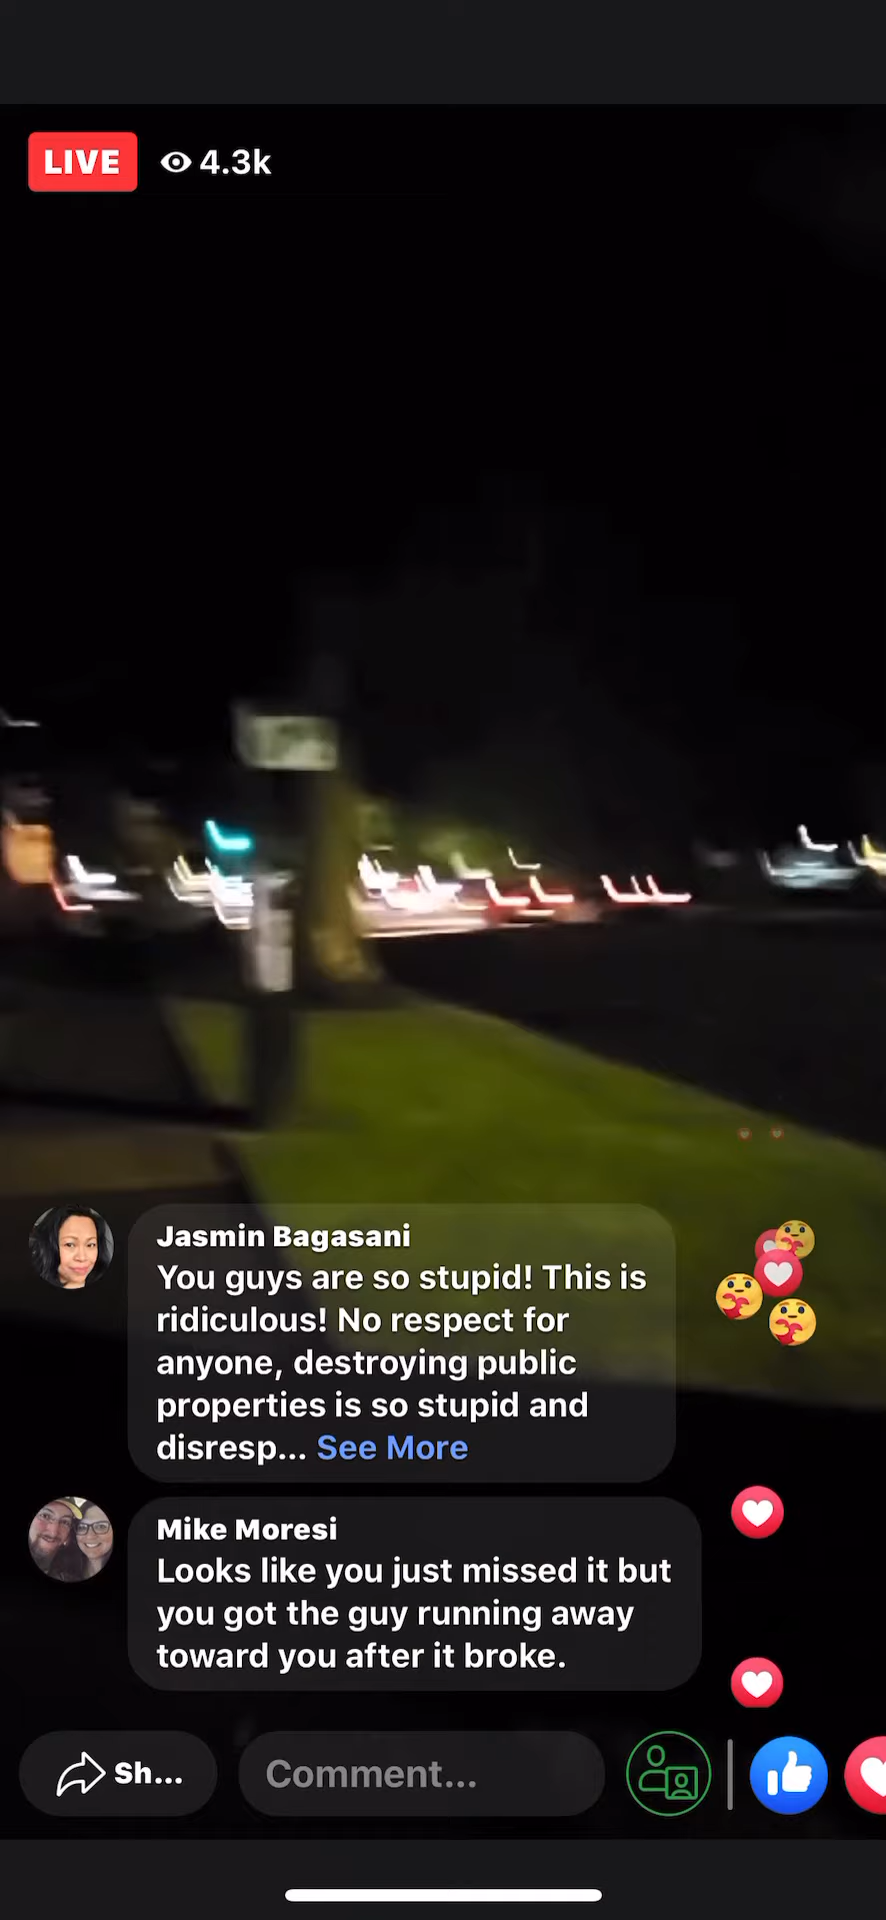 LIVE 4.3k
Jasmin Bagasani
You guys are so stupid! This is
ridiculous! No respect for
anyone, destroying public
properties is so stupid and
disresp... See More
Mike Moresi
Looks like you just missed it but
you got the guy running away
toward you after it broke.
Sh...
Comment...